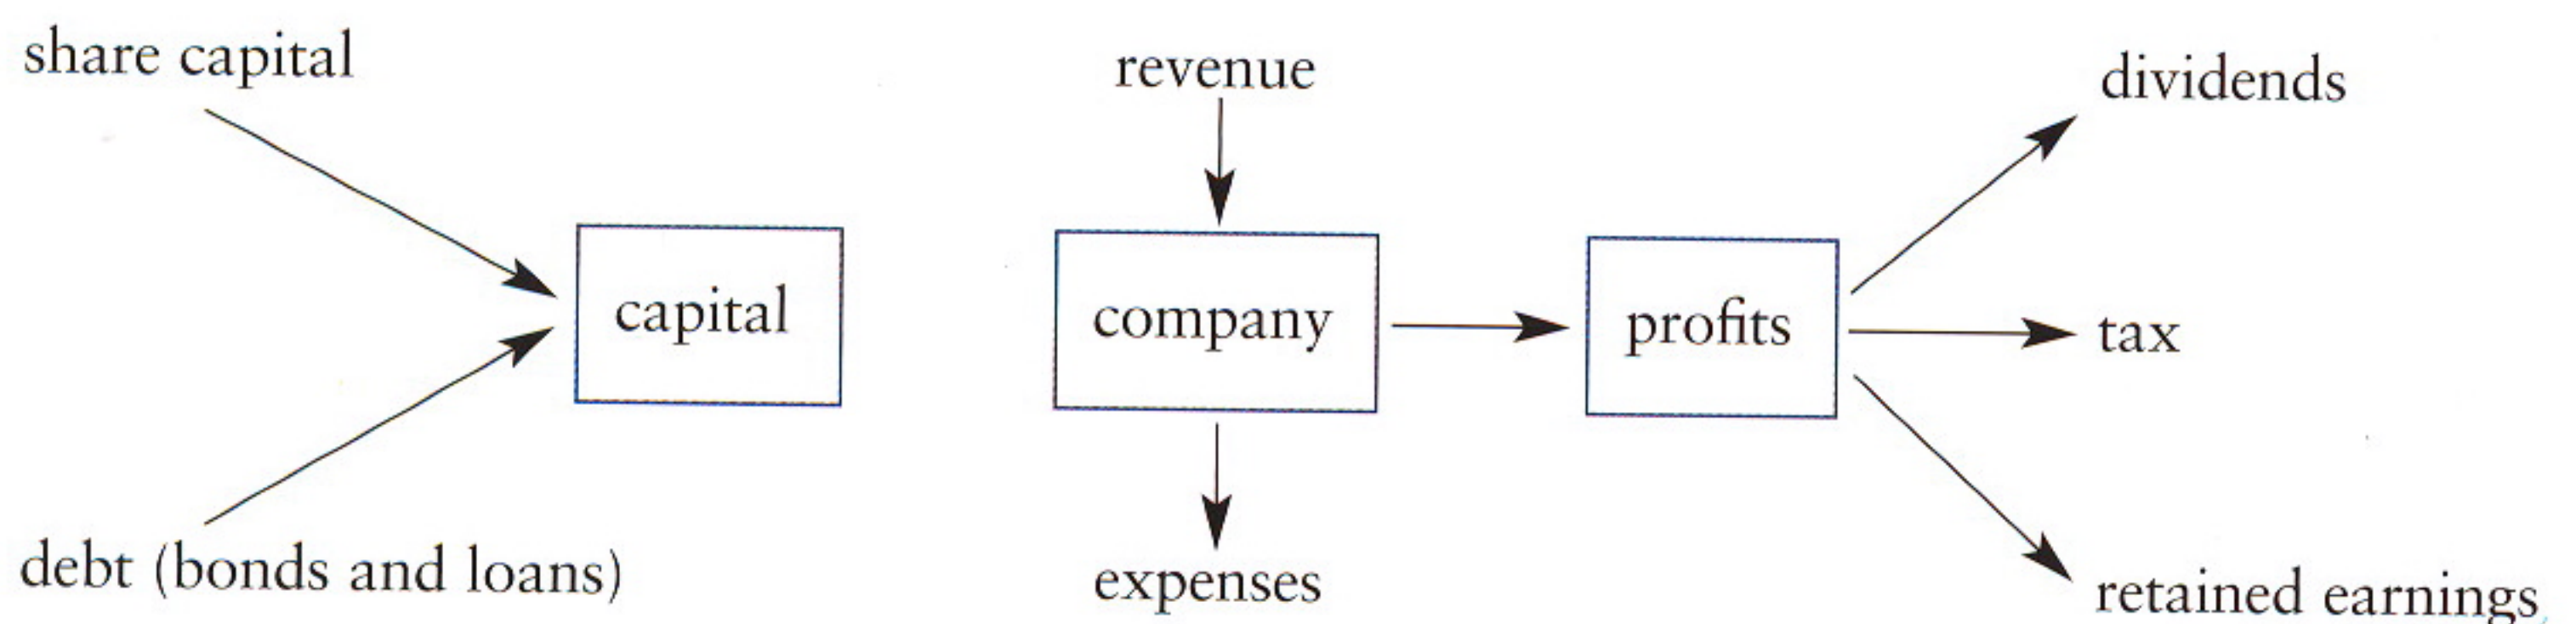 share capital
debt (bonds and loans)
capital
revenue
company
expenses
profits
dividends
tax
retained earnings